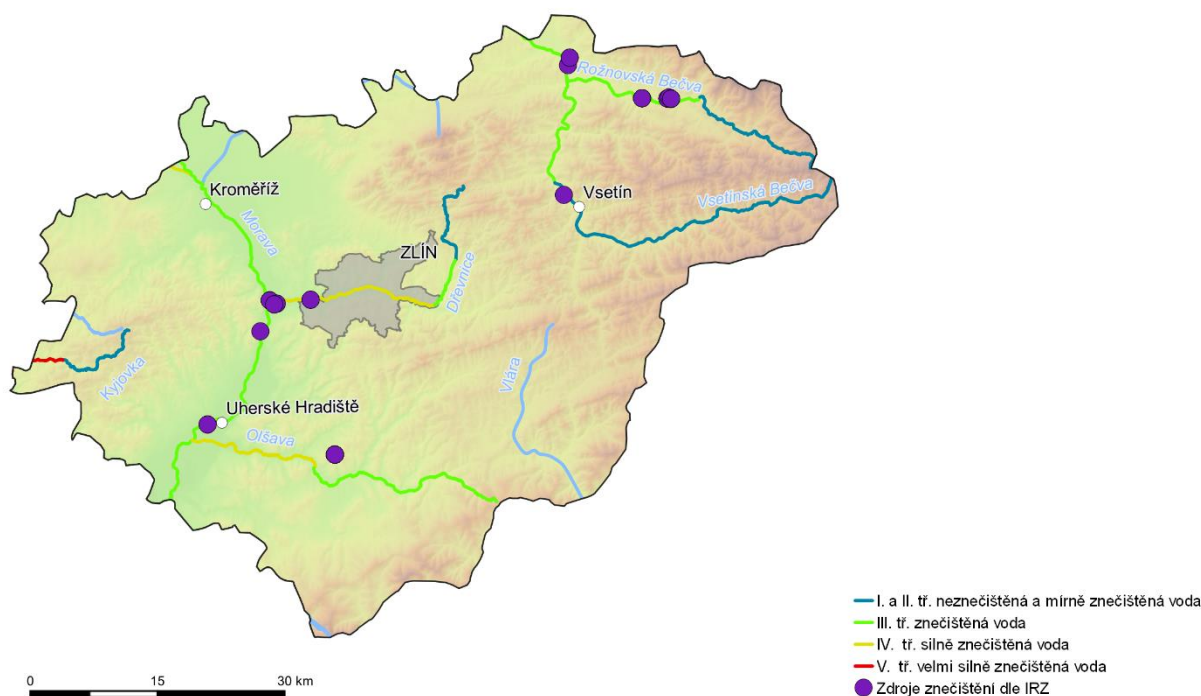 Rožnovská Bečva
Kroměříž
Vsetín
Vsetínská Bečva
Morava
ZLÍN
Dřevnice
Vlára
Kyjovka
Uherské Hradiště
Olšava
I. a II. tř. neznečištěná a mírně znečištěná voda
III. tř. znečištěná voda
IV. tř. silně znečištěná voda
V. tř. velmi silně znečištěná voda
0 15 30 km
Zdroje znečištění dle IRZ